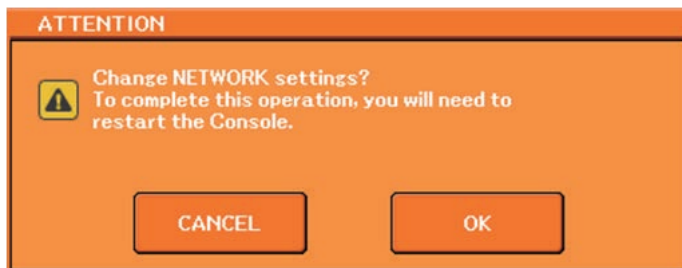 ATTENTION
Change NETWORK settings?
To complete this operation, you will need to
restart the Console.
CANCEL
OK